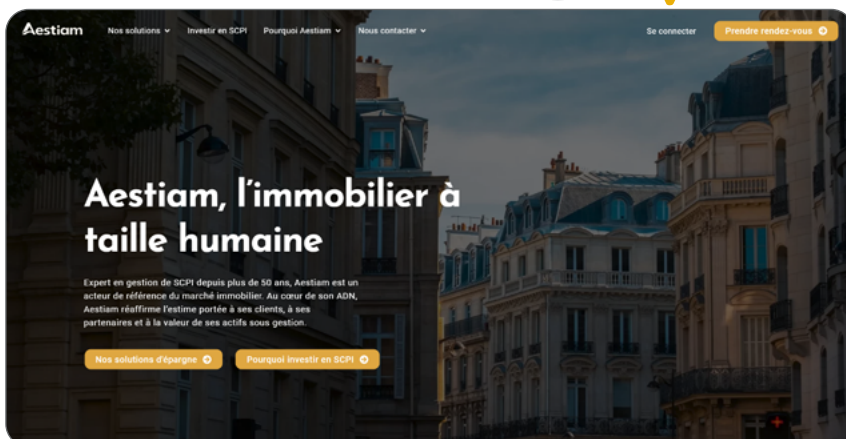 Aestiam
Nos solutions
Investir en SCPI
Pourquoi Aestiam
Nous contacter
Se connecter
Prendre rendez-vous
Aestiam, l'immobilier à
taille humaine
Expert en gestion de SCPI depuis plus de 50 ans, Aestiam est un
acteur de référence du marché immobilier. Au cœur de son ADN,
Aestiam réaffirme l'estime portée à ses clients, à ses
partenaires et à la valeur de ses actifs sous gestion.
Nos solutions d'épargne
Pourquoi investir en SCPI